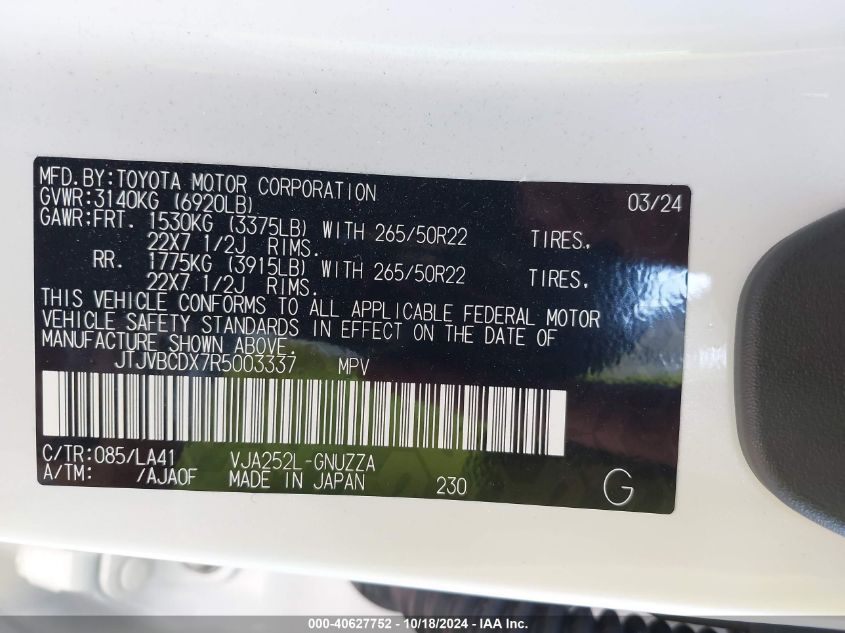 MFD.BY:TOYOTA MOTOR CORPORATION 03/24
GVWR:3140KG (6920LB)
GAWR:FRT. 1530KG (3375LB) WITH 265/50R22 TIRES.
22X7 1/2J RIMS.
RR. 1775KG (3915LB) WITH 265/50R22 TIRES.
22X7 1/2J RIMS.
THIS VEHICLE CONFORMS TO ALL APPLICABLE FEDERAL MOTOR
VEHICLE SAFETY STANDARDS IN EFFECT ON THE DATE OF
MANUFACTURE SHOWN ABOVE.
JTJVBCDX7R5003337 MPV
C/TR:085/LA41 VJA252L-GNUZZA
A/TM: /AJA0F MADE IN JAPAN 230 G
000-40627752 - 10/18/2024 - IAA Inc.